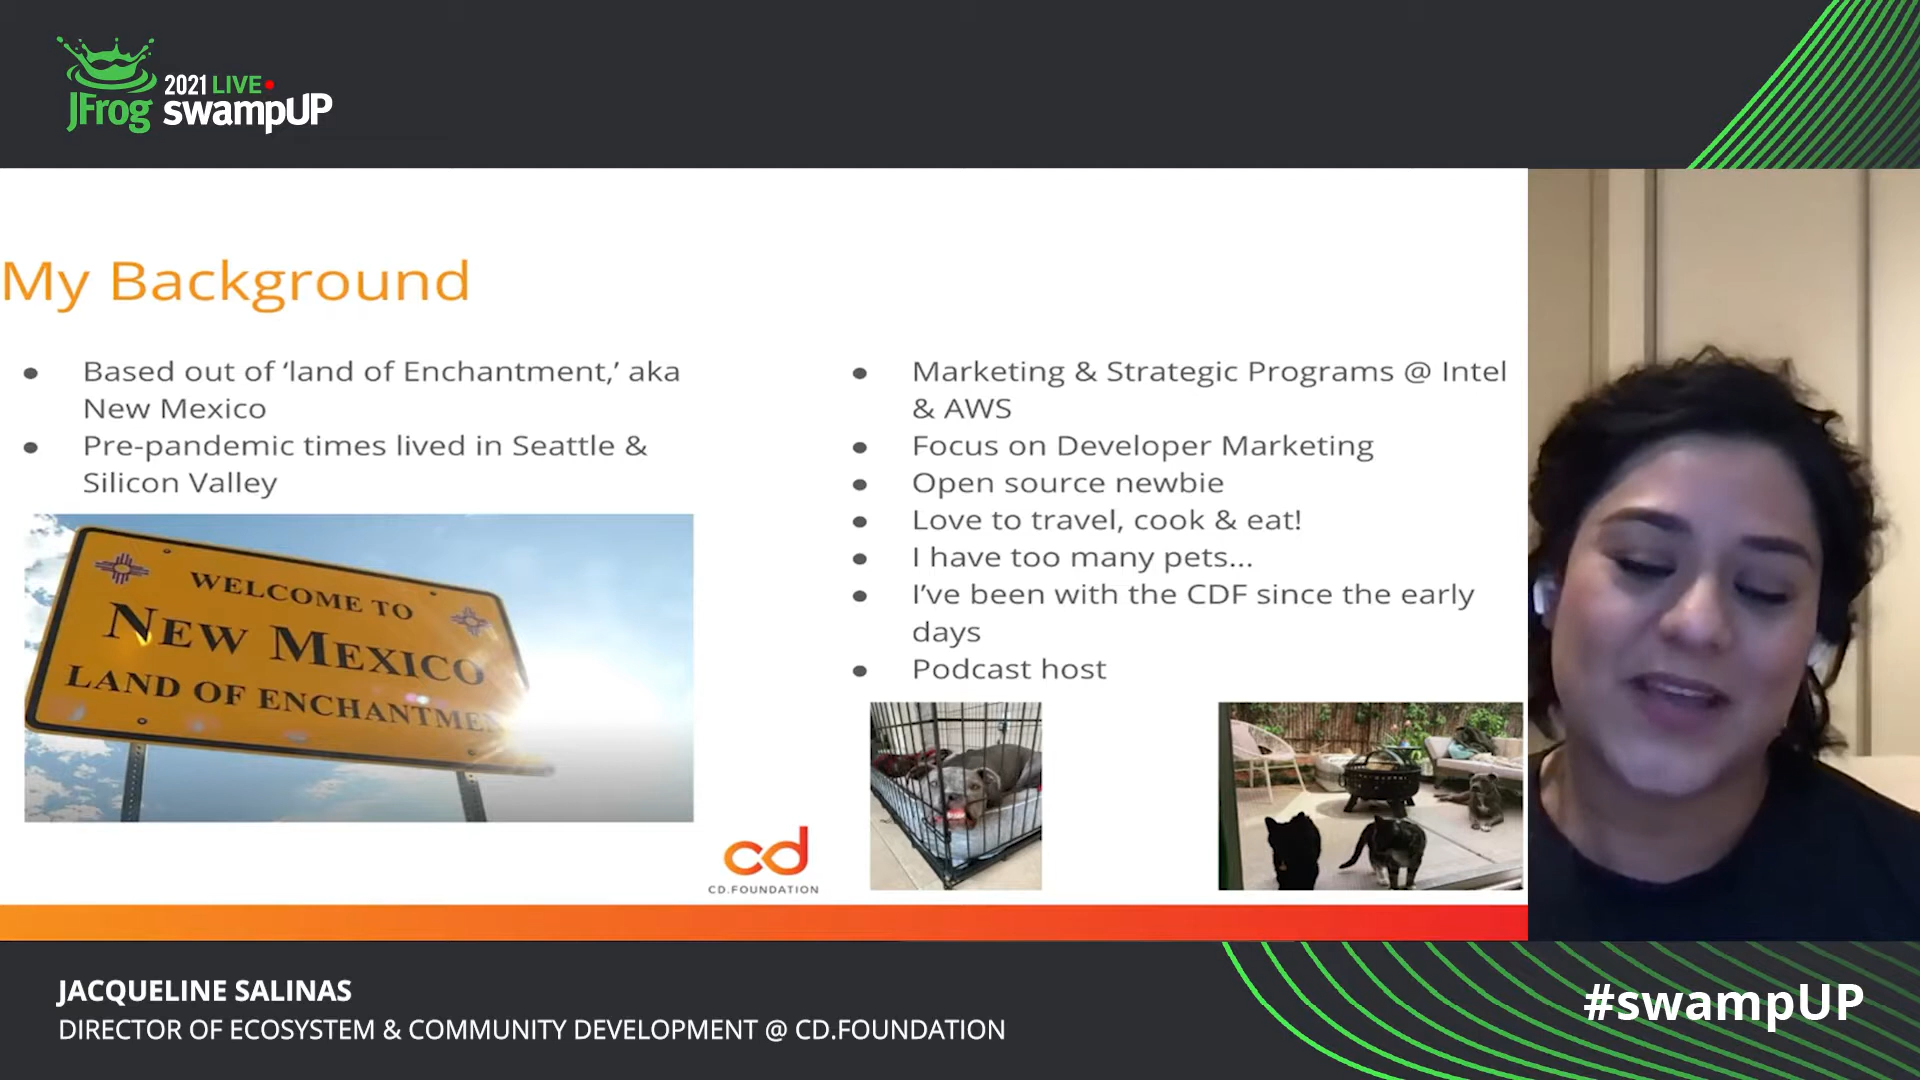 2021 LIVE
JFrog swampUP
My Background
● Based out of ‘land of Enchantment,’ aka
New Mexico
● Pre-pandemic times lived in Seattle &
Silicon Valley
WELCOME TO
NEW MEXICO
LAND OF ENCHANTMEN
● Marketing & Strategic Programs @ Intel
& AWS
● Focus on Developer Marketing
● Open source newbie
● Love to travel, cook & eat!
● I have too many pets...
● I’ve been with the CDF since the early
days
● Podcast host
cd
CD.FOUNDATION
JACQUELINE SALINAS
DIRECTOR OF ECOSYSTEM & COMMUNITY DEVELOPMENT @ CD.FOUNDATION
#swampUP